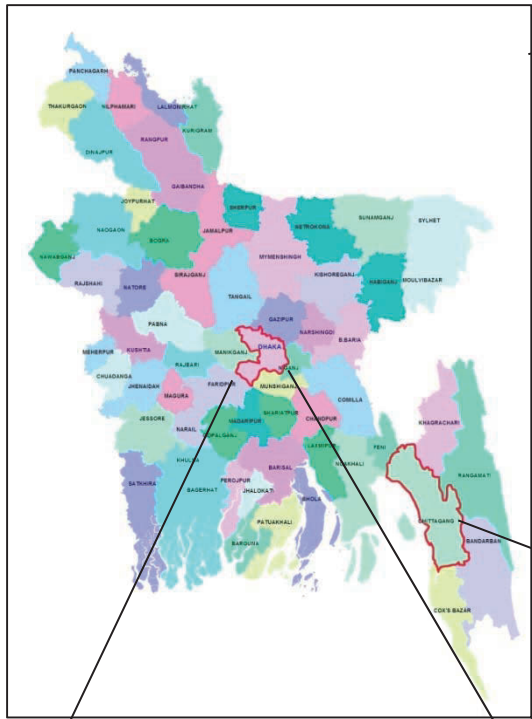 PANCHAGARH
THAKURGAON
NILPHAMARI
LALMONIRHAT
KURIGRAM
DINAJPUR
RANGPUR
GAIBANDHA
JOYPURHAT
NAOGAON
BOGRA
SHERPUR
JAMALPUR
NETROKONA
SUNAMGANJ
SYLHET
NAWABGANJ
MYMENSHINGH
RAJSHAHI
NATORE
SIRAJGANJ
KISHOREGANJ
HABIGANJ
MOULVIBAZAR
TANGAIL
PABNA
GAZIPUR
NARSHINGDI
B.BARIA
MEHERPUR
KUSHTIA
MANIKGANJ
DHAKA
CHUADANGA
RAJBARI
JHENAIDAH
FARIDPUR
MUNSHIGANJ
COMILLA
MAGURA
KHAGRACHARI
JESSORE
NARAIL
MADARIPUR
SHARIATPUR
CHANDPUR
GOPALGANJ
LAXMIPUR
FENI
NOAKHALI
RANGAMATI
KHULNA
SATKHIRA
BAGERHAT
PEROJPUR
BARISAL
JHALOKATI
BHOLA
CHITTAGANG
PATUAKHALI
BARGUNA
BANDARBAN
COX'S BAZAR